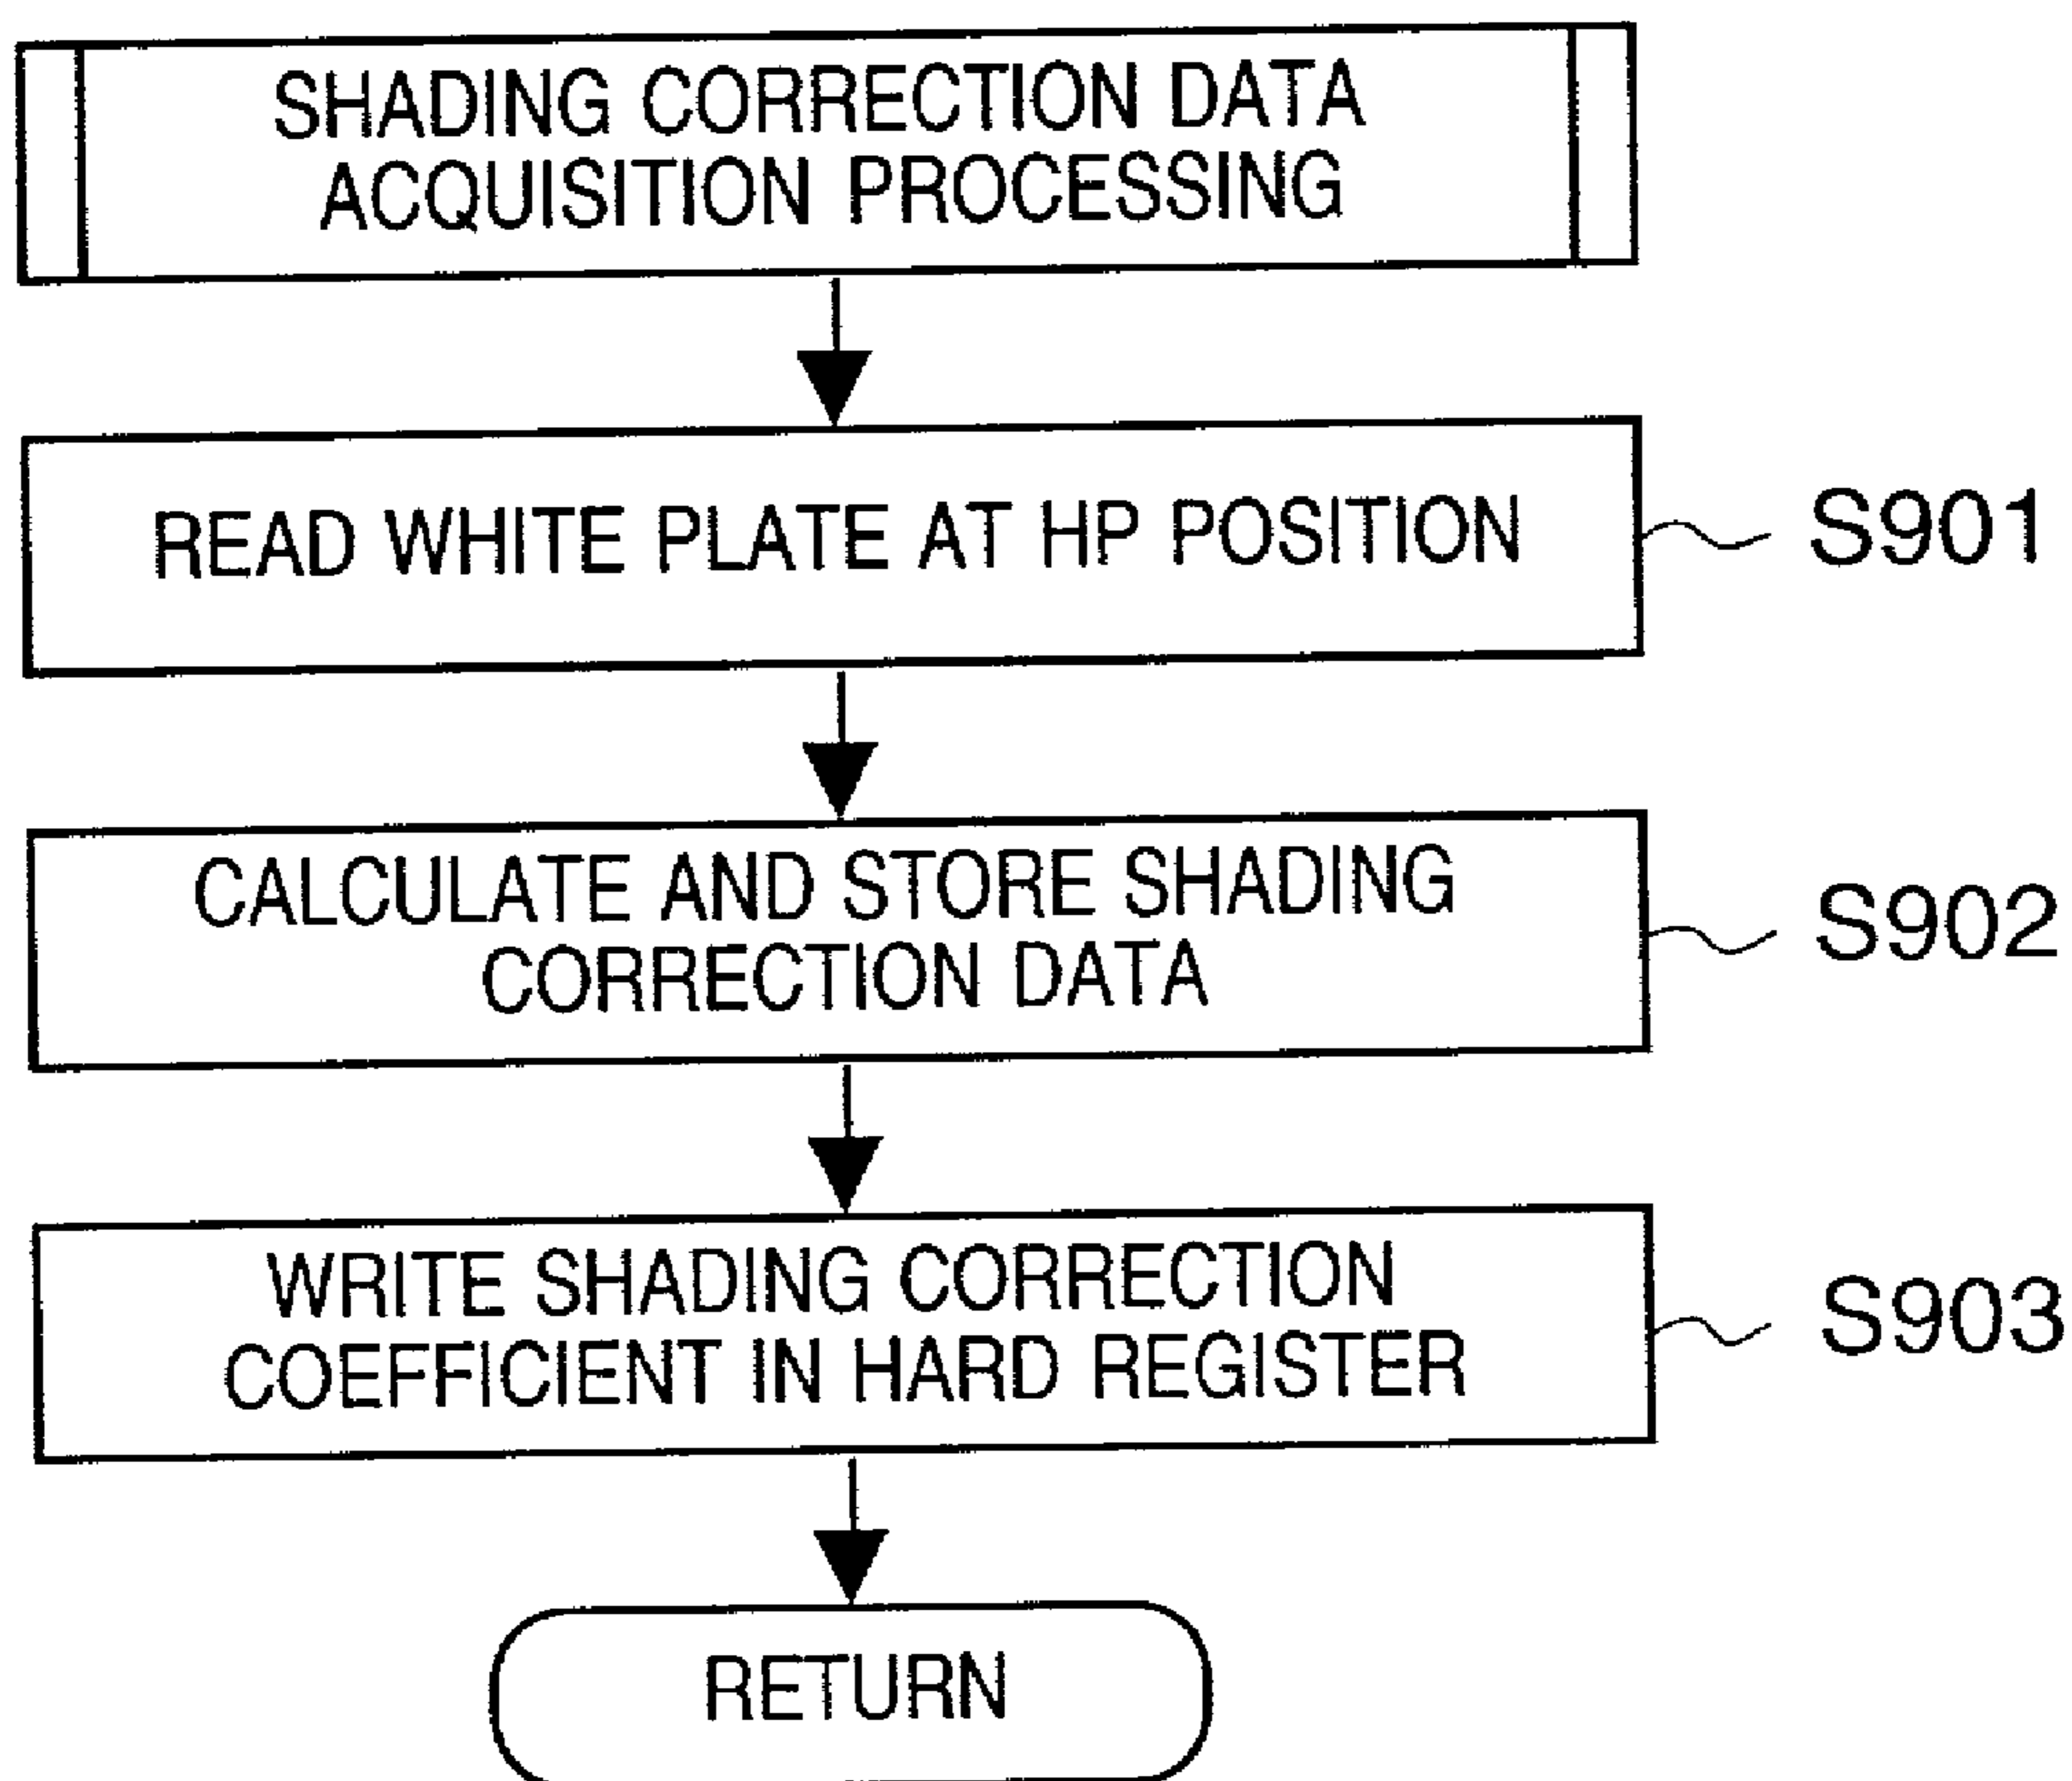 SHADING CORRECTION DATA
ACQUISITION PROCESSING
READ WHITE PLATE AT HP POSITION
S901
CALCULATE AND STORE SHADING
CORRECTION DATA
S902
WRITE SHADING CORRECTION
COEFFICIENT IN HARD REGISTER
S903
RETURN